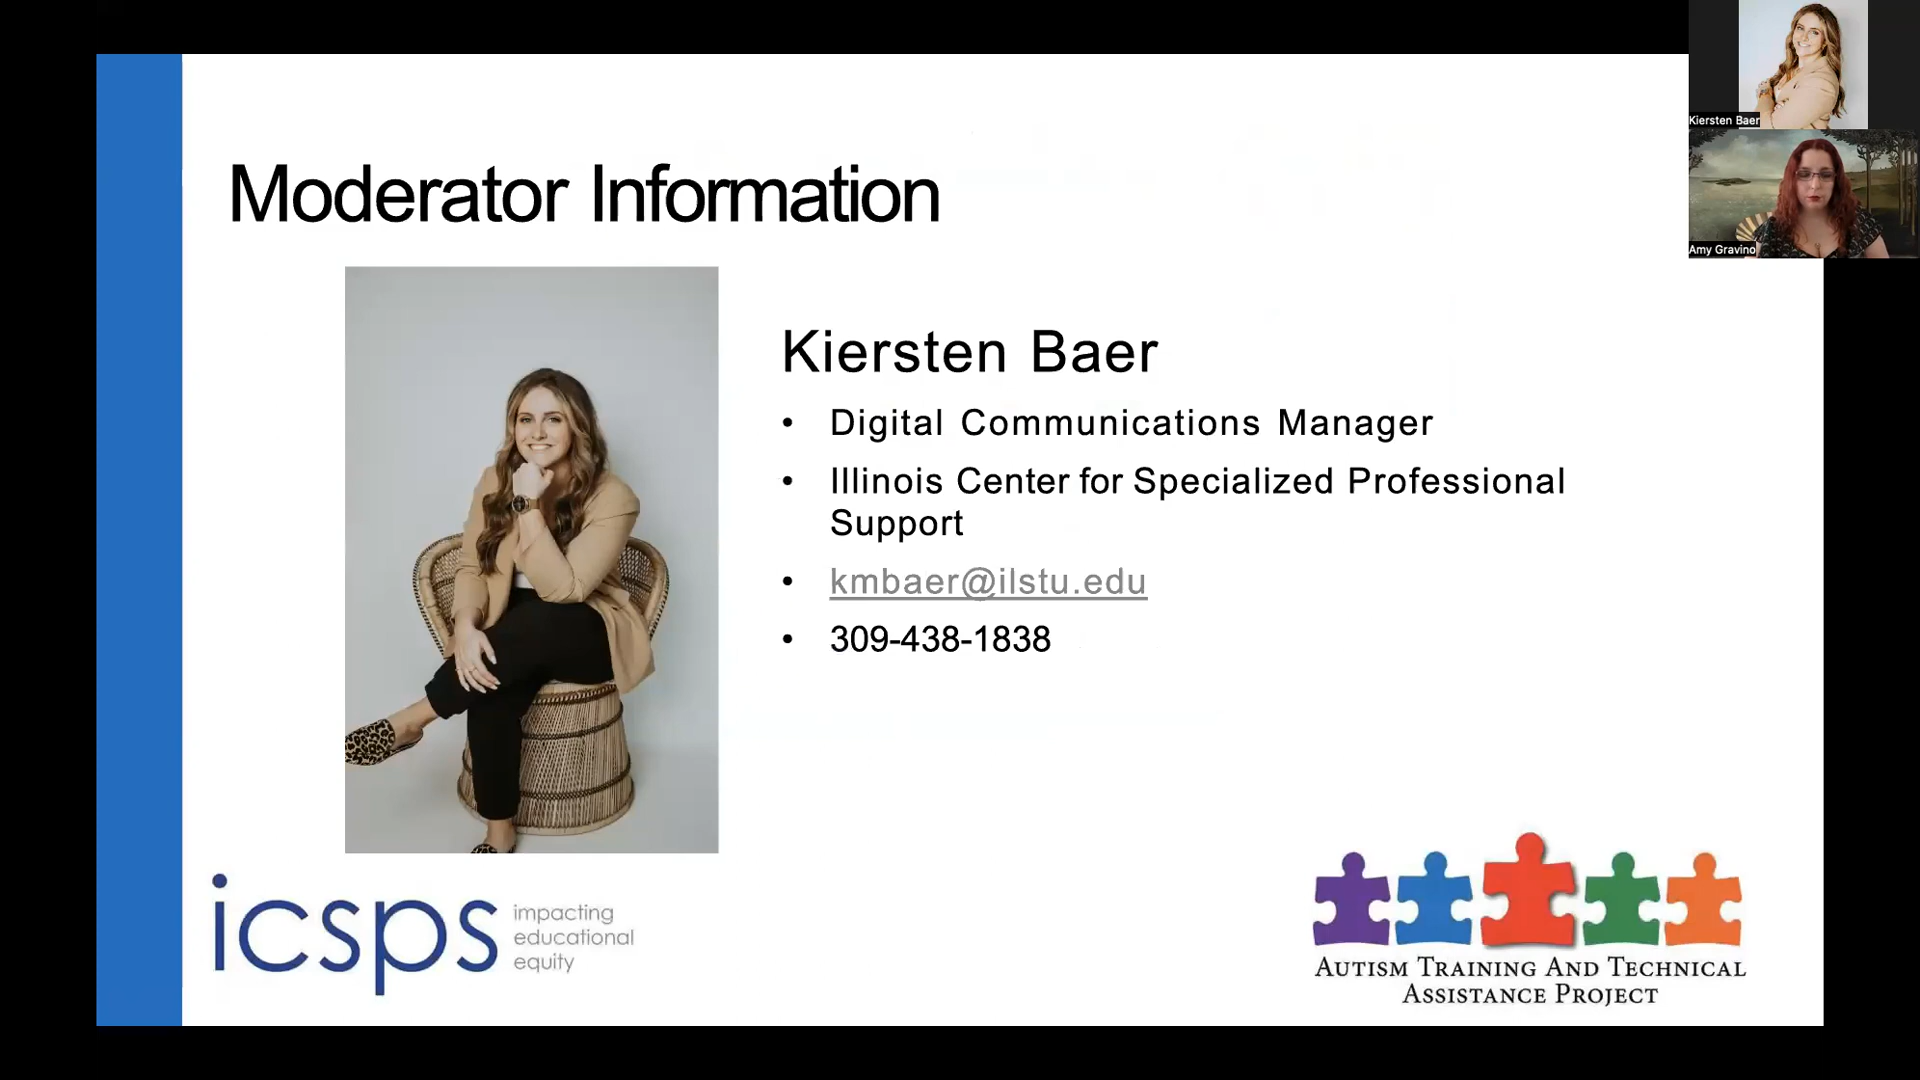 Moderator Information
Kiersten Baer
• Digital Communications Manager
• Illinois Center for Specialized Professional
Support
• kmbaer@ilstu.edu
• 309-438-1838
icsps
impacting
educational
equity
AUTISM TRAINING AND TECHNICAL
ASSISTANCE PROJECT
Kiersten Baer
Amy Gravino